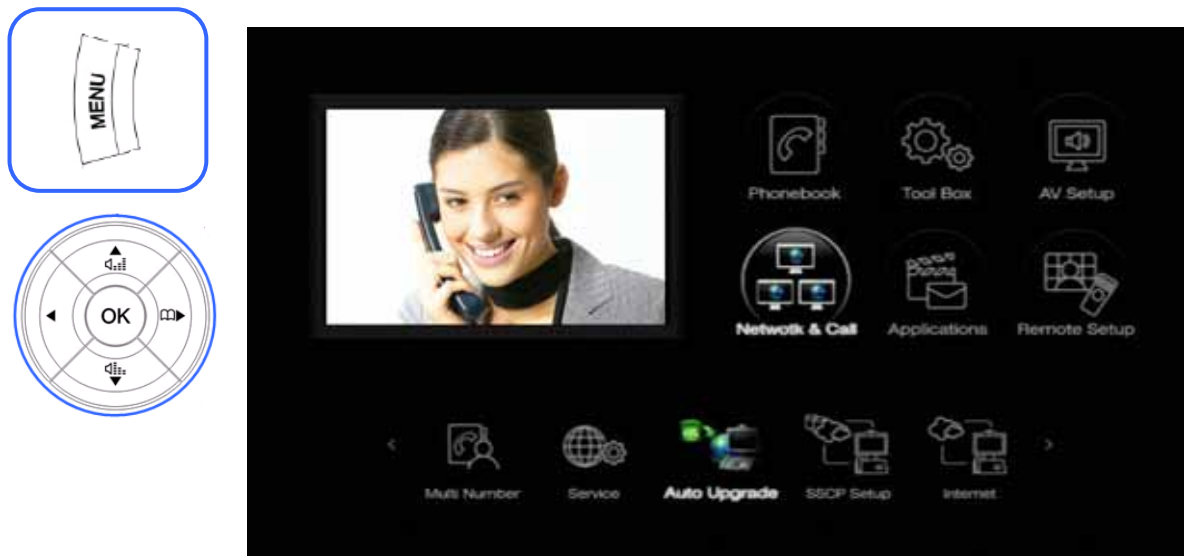 MENU
OK
Phonebook
Tool Box
AV Setup
Netwotk & Call
Applications
Remote Setup
Multi Number
Service
Auto Upgrade
SSCP Setup
Internet